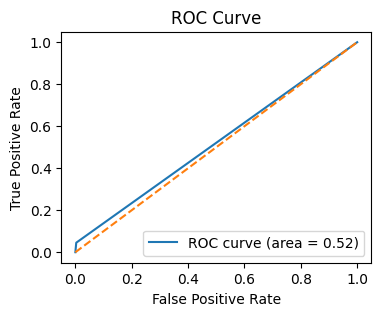 ROC Curve
True Positive Rate
1.0
0.8
0.6
0.4
0.2
0.0
ROC curve (area = 0.52)
0.0 0.2 0.4 0.6 0.8 1.0
False Positive Rate